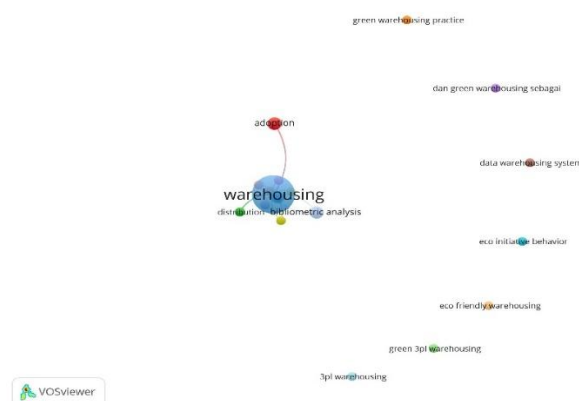 green warehousing practice
dan green warehousing sebagai
adoption
data warehousing system
warehousing
distribution
bibliometric analysis
eco initiative behavior
eco friendly warehousing
green 3pl warehousing
3pl warehousing
VOSviewer